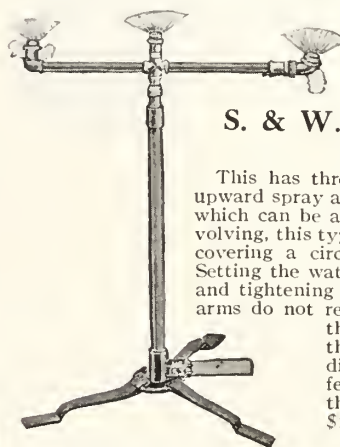 S. & W.
This has thr
upward spray a
which can be a
volving, this ty
covering a circ
Setting the wat
and tightening
arms do not re
th
th
di
fe
th
$